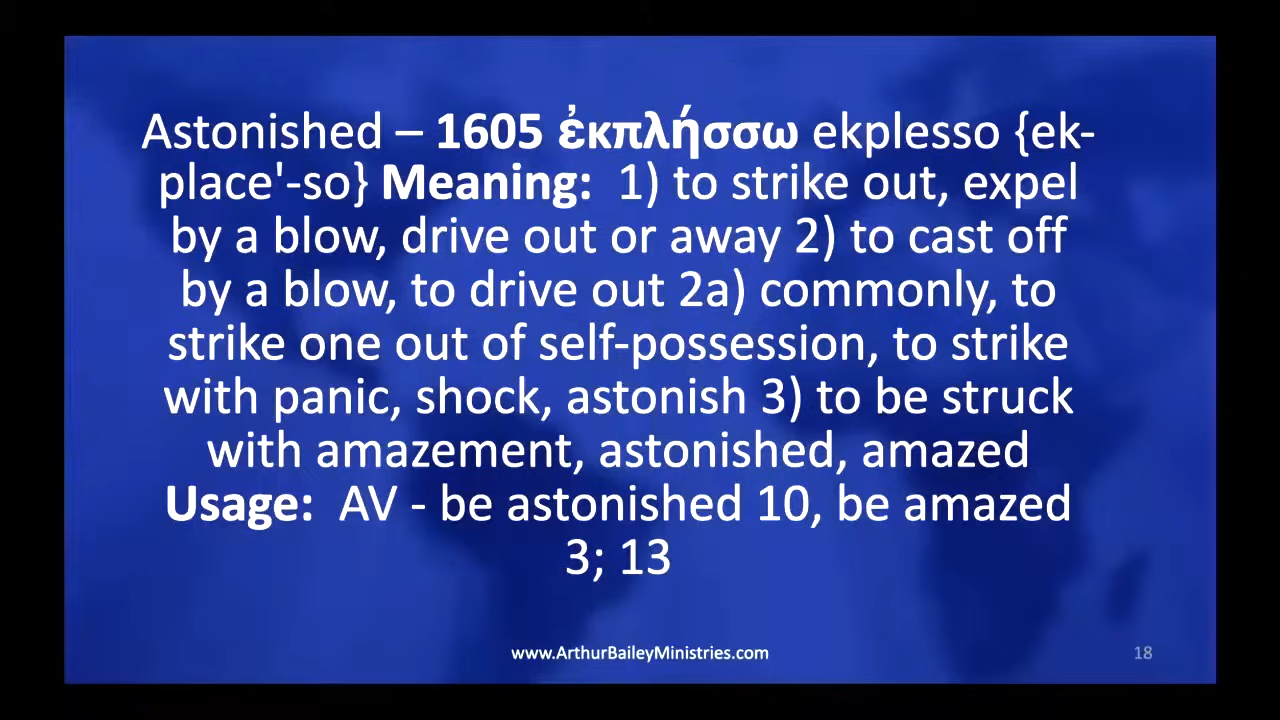 Astonished – 1605 ἐκπλήσσω ekplesso {ek-
place'-so} Meaning:  1) to strike out, expel
by a blow, drive out or away 2) to cast off
by a blow, to drive out 2a) commonly, to
strike one out of self-possession, to strike
with panic, shock, astonish 3) to be struck
with amazement, astonished, amazed
Usage:  AV - be astonished 10, be amazed
3; 13
www.ArthurBaileyMinistries.com
18